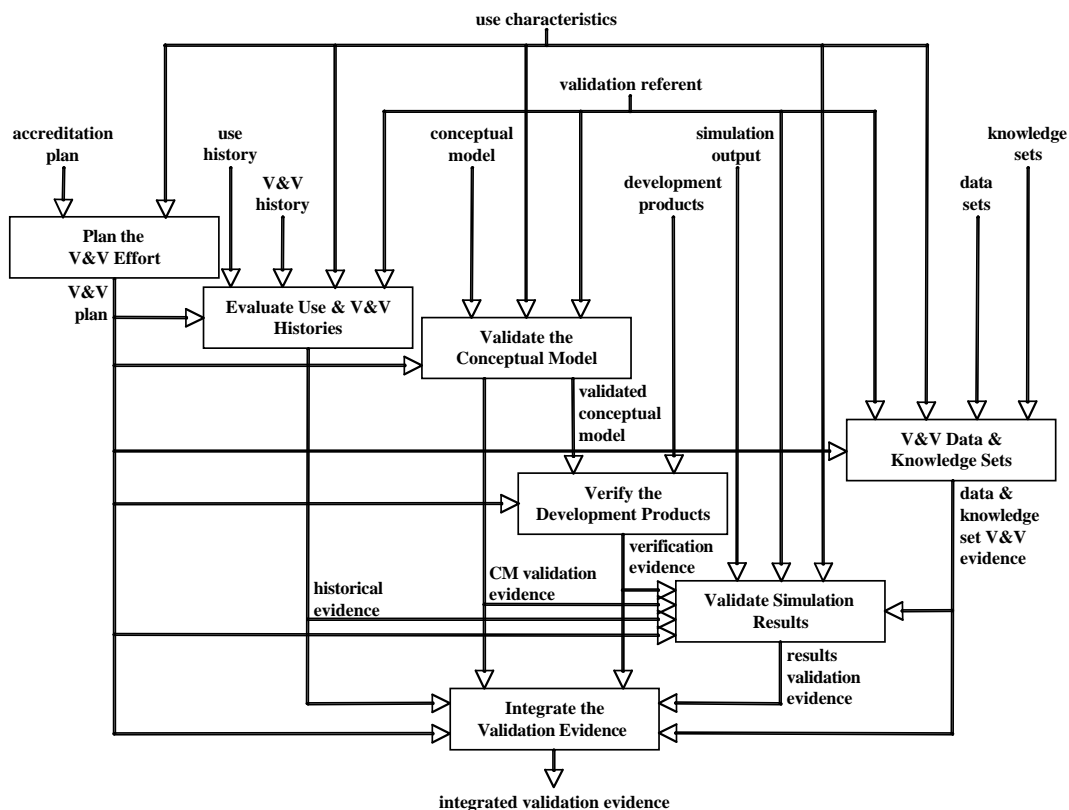 use characteristics
validation referent
accreditation
plan
use
history
V&V
history
conceptual
model
simulation
output
development
products
knowledge
sets
data
sets
Plan the
V&V Effort
V&V
plan
Evaluate Use & V&V
Histories
Validate the
Conceptual Model
validated
conceptual
model
V&V Data &
Knowledge Sets
Verify the
Development Products
data &
knowledge
set V&V
evidence
verification
evidence
CM validation
evidence
historical
evidence
Validate Simulation
Results
results
validation
evidence
Integrate the
Validation Evidence
integrated validation evidence